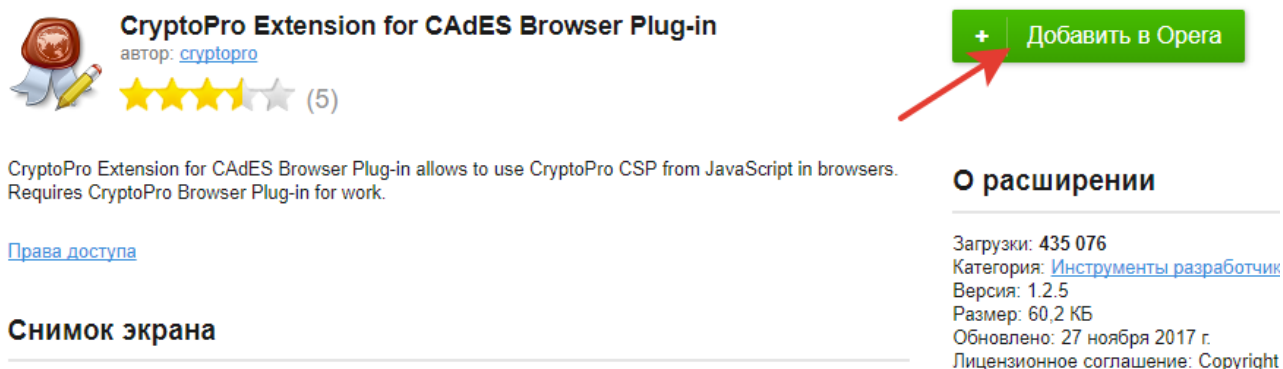 CryptoPro Extension for CAdES Browser Plug-in
автор: cryptopro
(5)
+ Добавить в Opera
CryptoPro Extension for CAdES Browser Plug-in allows to use CryptoPro CSP from JavaScript in browsers.
Requires CryptoPro Browser Plug-in for work.
Права доступа
Снимок экрана
О расширении
Загрузки: 435 076
Категория: Инструменты разработчик
Версия: 1.2.5
Размер: 60,2 КБ
Обновлено: 27 ноября 2017 г.
Лицензионное соглашение: Copyright